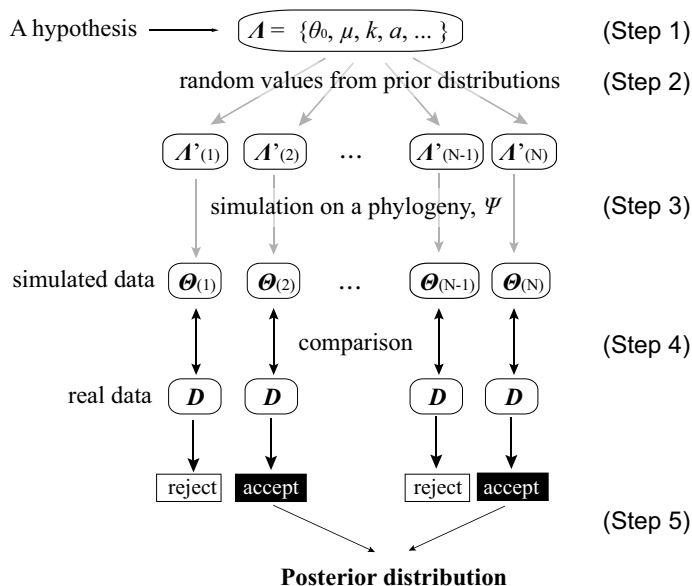 A hypothesis Λ = {θ₀, μ, k, a, ... } (Step 1)
random values from prior distributions (Step 2)
Λ’(1) Λ’(2) ... Λ’(N-1) Λ’(N)
simulation on a phylogeny, Ψ (Step 3)
simulated data Θ(1) Θ(2) ... Θ(N-1) Θ(N)
comparison (Step 4)
real data D D D D
reject accept reject accept
(Step 5)
Posterior distribution